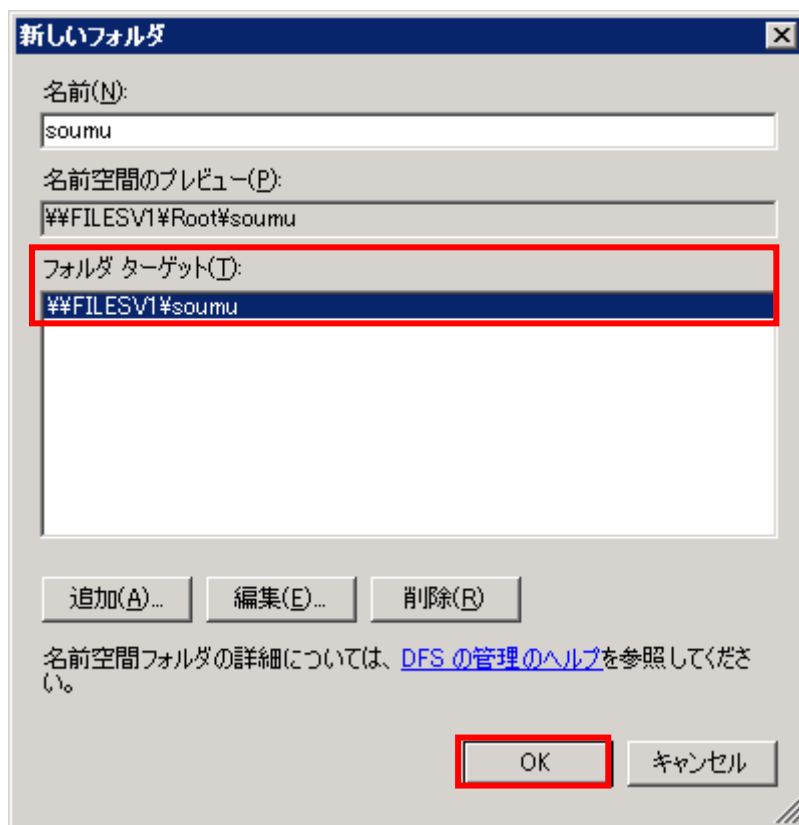 新しいフォルダ
名前(N):
soumu
名前空間のプレビュー(P):
¥¥FILESV1¥Root¥soumu
フォルダ ターゲット(T):
¥¥FILESV1¥soumu
追加(A)... 編集(E)... 削除(R)
名前空間フォルダの詳細については、DFS の管理のヘルプを参照してくださ
い。
OK キャンセル